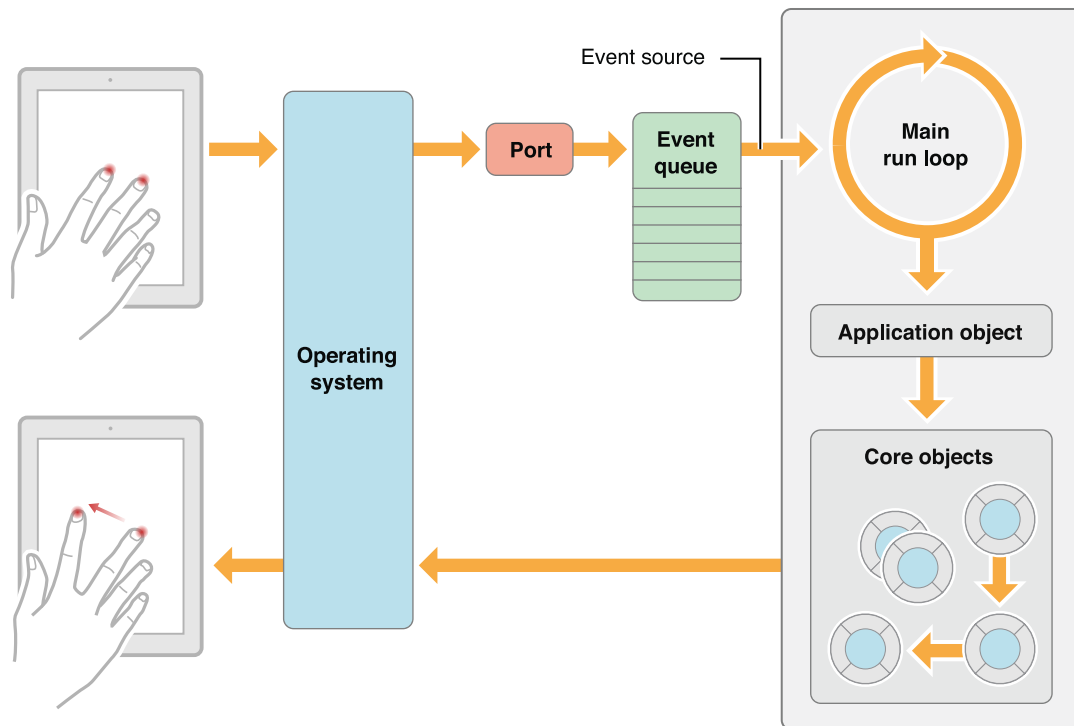 Event source
Port
Event
queue
Main
run loop
Operating
system
Application object
Core objects